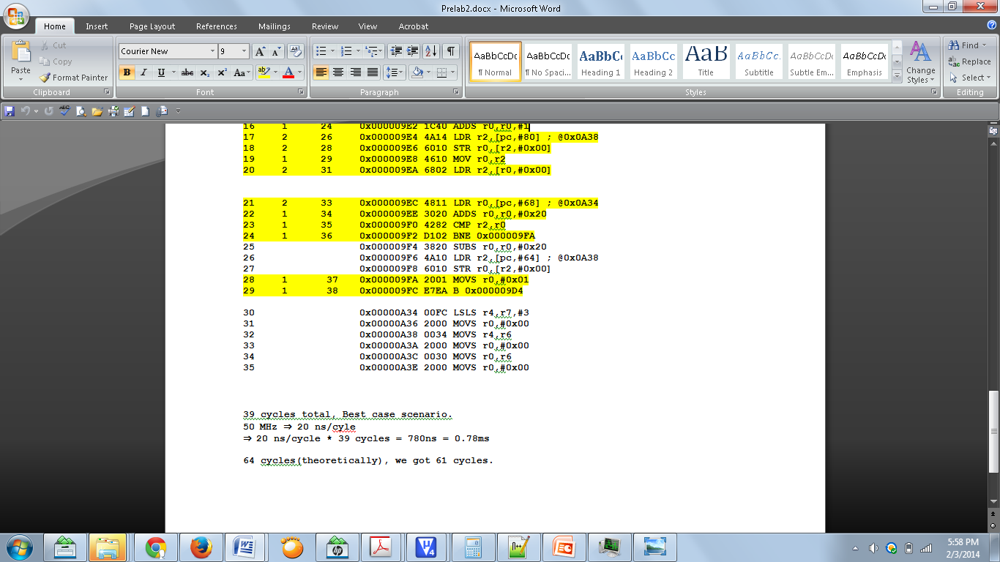 Prelab2.docx - Microsoft Word
Home Insert Page Layout References Mailings Review View Acrobat
Paste
Cut
Copy
Format Painter
Clipboard
Courier New 9
B I U abc x₂ x² Aa
Font
Paragraph
AaBbCcDc AaBbCcDc AaBbC AaBbCc AaB AaBbCc. AaBbCcDc AaBbCcDc
¶ Normal ¶ No Spaci... Heading 1 Heading 2 Title Subtitle Subtle Em... Emphasis
Change Styles
Styles
Find
Replace
Select
Editing
16 1 24 0x000009E2 1C40 ADDS r0,r0,#1
17 2 26 0x000009E4 4A14 LDR r2,[pc,#80] ; @0x0A38
18 2 28 0x000009E6 6010 STR r0,[r2,#0x00]
19 1 29 0x000009E8 4610 MOV r0,r2
20 2 31 0x000009EA 6802 LDR r2,[r0,#0x00]
21 2 33 0x000009EC 4811 LDR r0,[pc,#68] ; @0x0A34
22 1 34 0x000009EE 3020 ADDS r0,r0,#0x20
23 1 35 0x000009F0 4282 CMP r2,r0
24 1 36 0x000009F2 D102 BNE 0x000009FA
25 0x000009F4 3820 SUBS r0,r0,#0x20
26 0x000009F6 4A10 LDR r2,[pc,#64] ; @0x0A38
27 0x000009F8 6010 STR r0,[r2,#0x00]
28 1 37 0x000009FA 2001 MOVS r0,#0x01
29 1 38 0x000009FC E7EA B 0x000009D4
30 0x00000A34 00FC LSLS r4,r7,#3
31 0x00000A36 2000 MOVS r0,#0x00
32 0x00000A38 0034 MOVS r4,r6
33 0x00000A3A 2000 MOVS r0,#0x00
34 0x00000A3C 0030 MOVS r0,r6
35 0x00000A3E 2000 MOVS r0,#0x00
39 cycles total, Best case scenario.
50 MHz ⇒ 20 ns/cyle
⇒ 20 ns/cycle * 39 cycles = 780ns = 0.78ms
64 cycles(theoretically), we got 61 cycles.
5:58 PM
2/3/2014